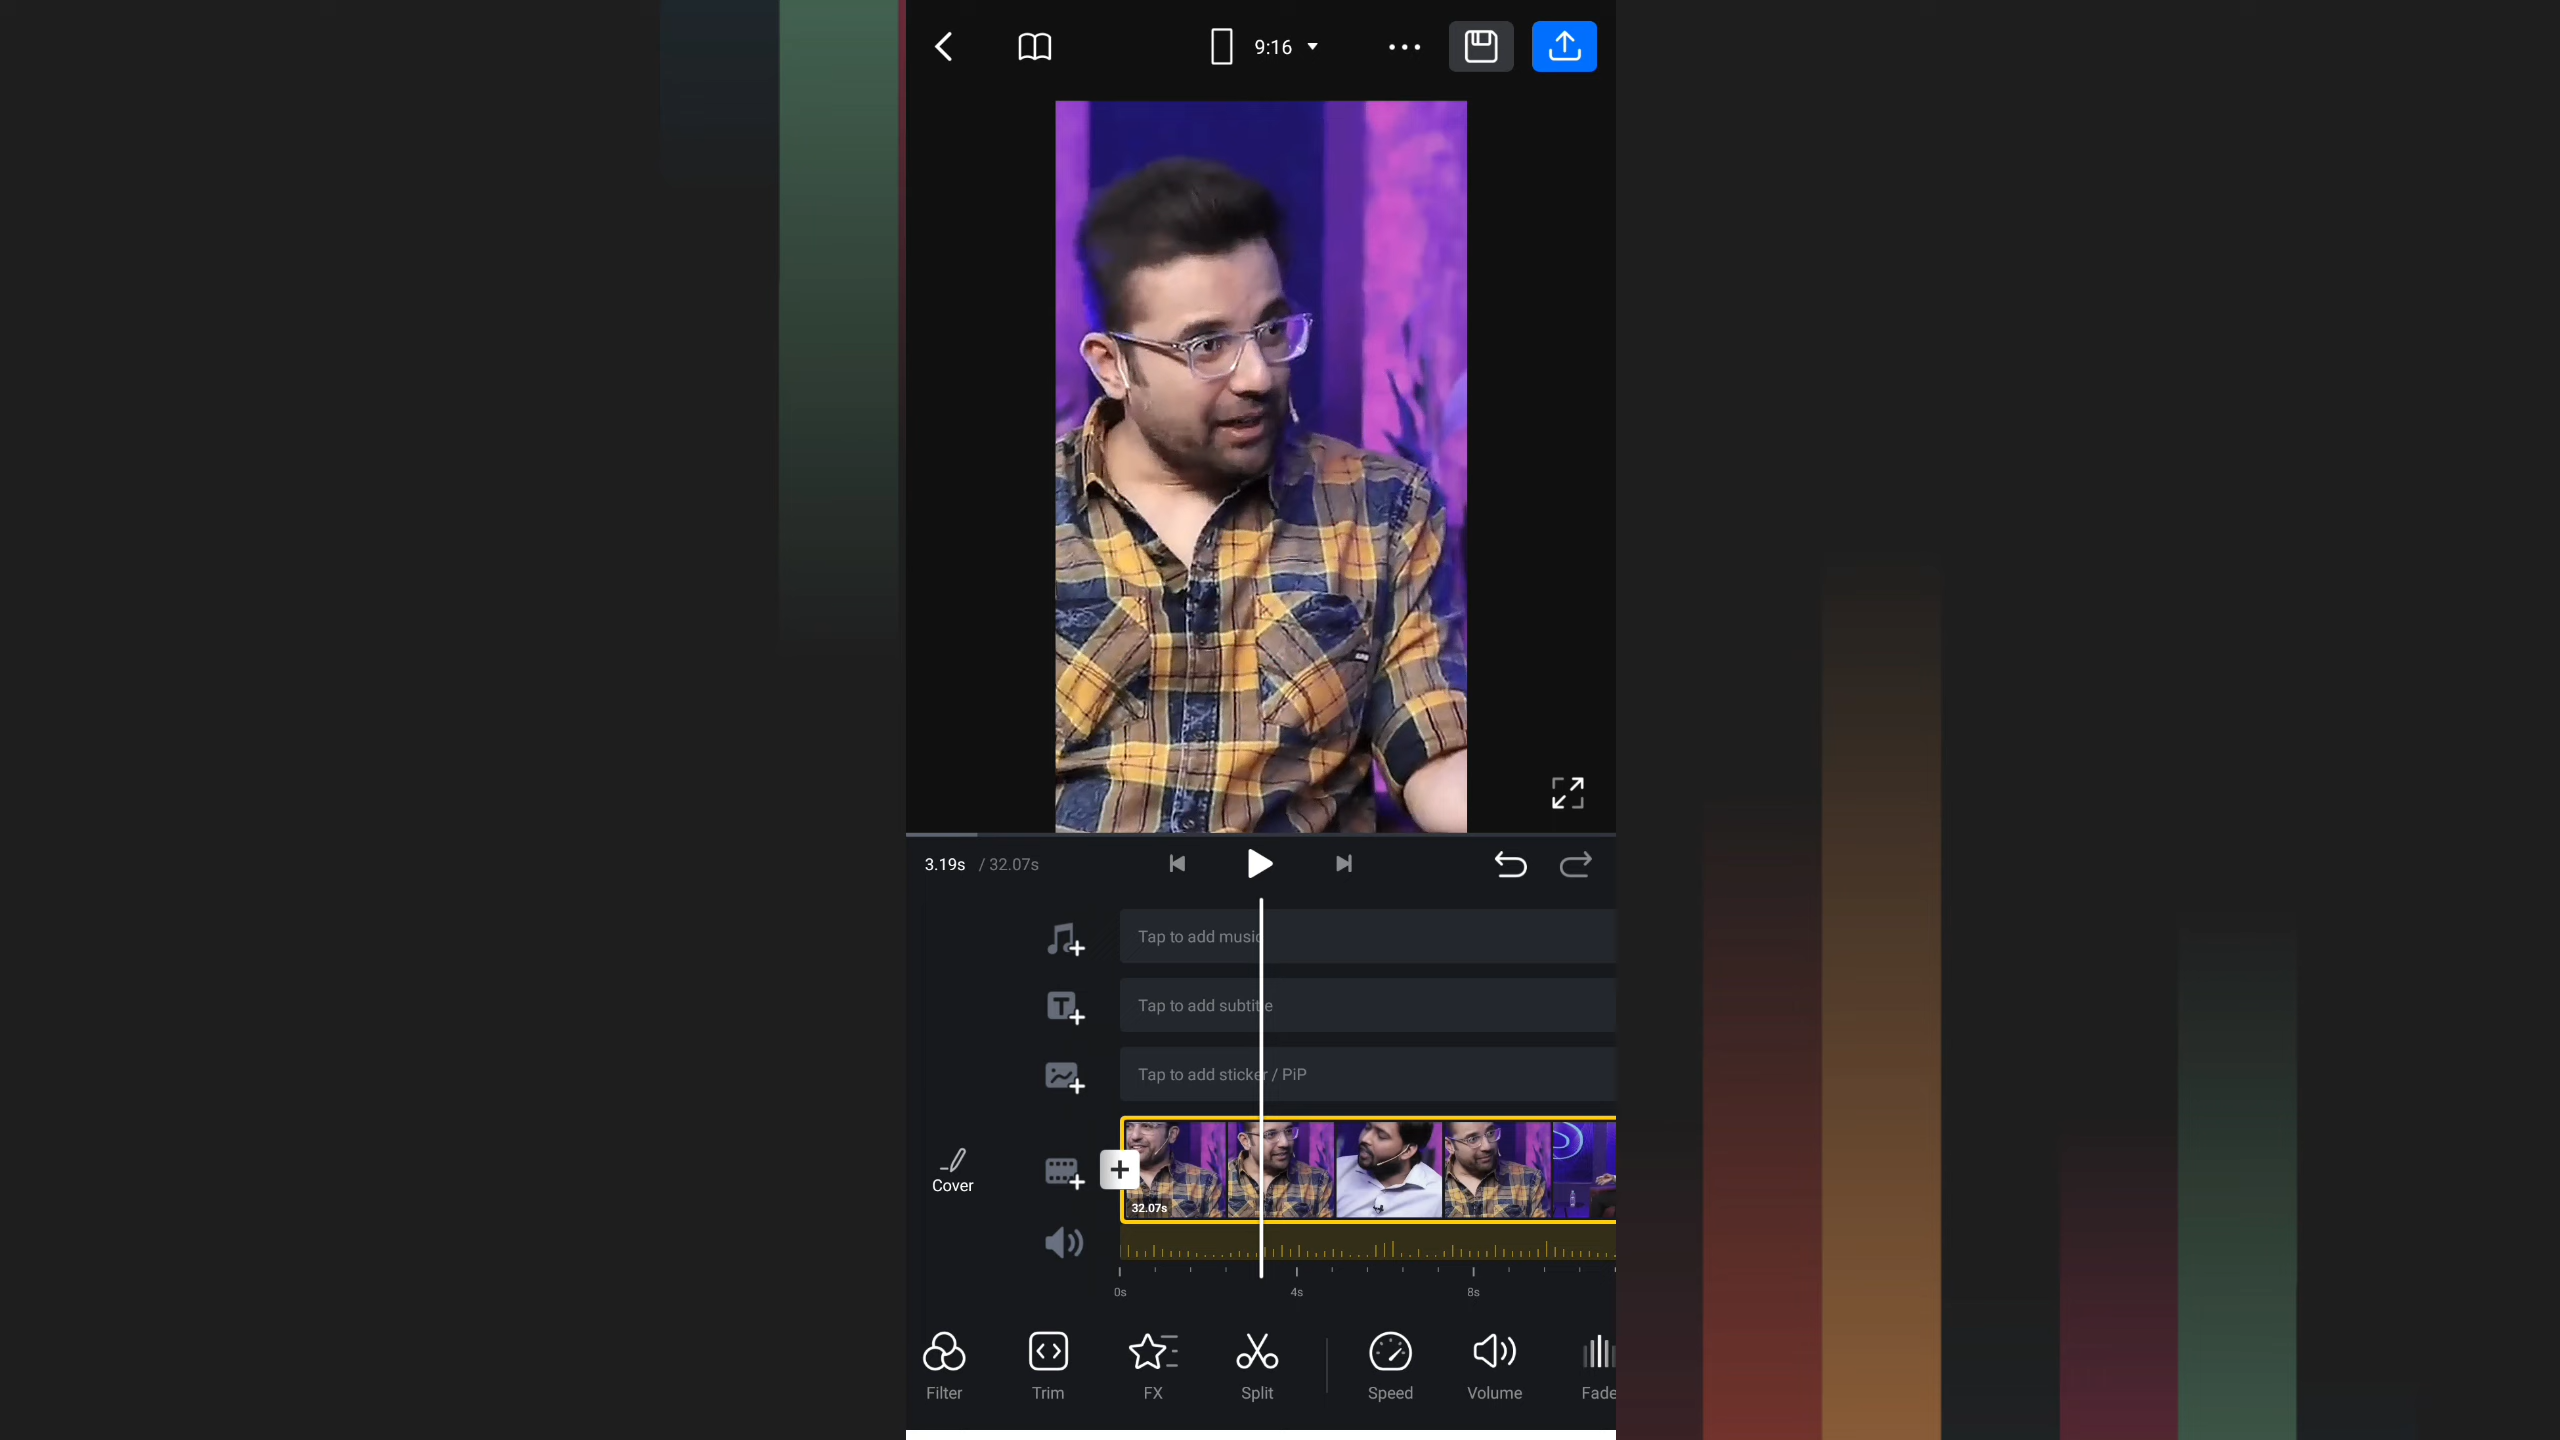 9:16
3.19s / 32.07s
Tap to add music
Tap to add subtitle
Tap to add sticker / PiP
Cover
32.07s
0s 4s 8s
Filter Trim FX Split Speed Volume Fade